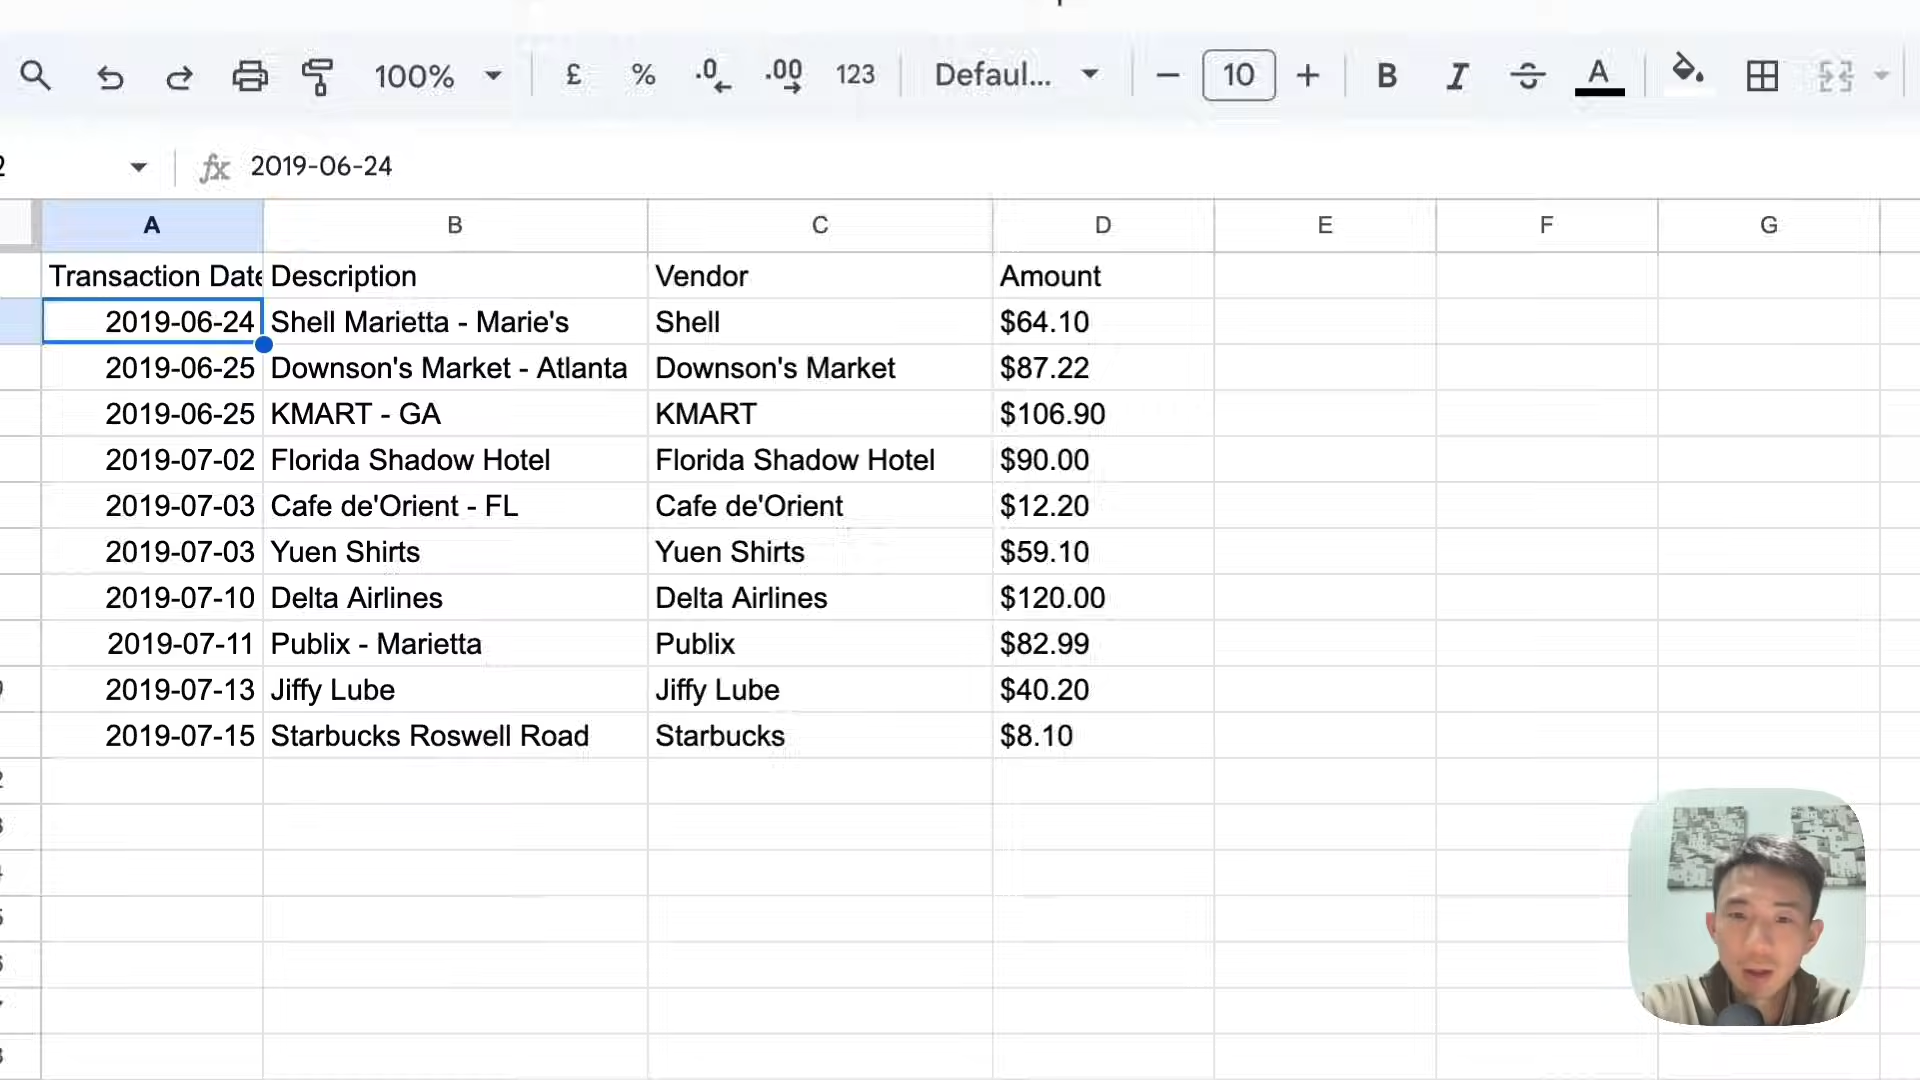 100% £ % .0 .00 123 Defaul... 10 B I S A
2 fx 2019-06-24
A B C D E F G
Transaction Date Description Vendor Amount
2019-06-24 Shell Marietta - Marie's Shell $64.10
2019-06-25 Downson's Market - Atlanta Downson's Market $87.22
2019-06-25 KMART - GA KMART $106.90
2019-07-02 Florida Shadow Hotel Florida Shadow Hotel $90.00
2019-07-03 Cafe de'Orient - FL Cafe de'Orient $12.20
2019-07-03 Yuen Shirts Yuen Shirts $59.10
2019-07-10 Delta Airlines Delta Airlines $120.00
2019-07-11 Publix - Marietta Publix $82.99
2019-07-13 Jiffy Lube Jiffy Lube $40.20
2019-07-15 Starbucks Roswell Road Starbucks $8.10